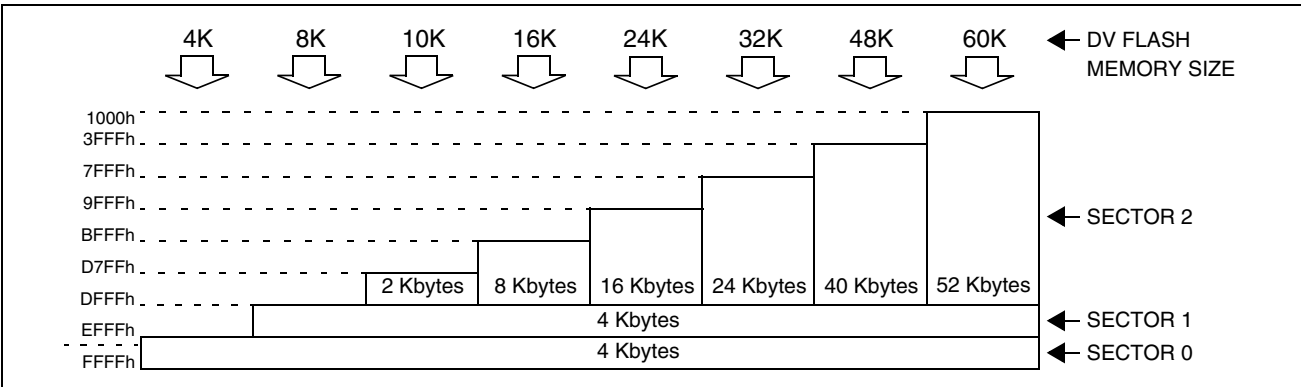 4K 8K 10K 16K 24K 32K 48K 60K DV FLASH
MEMORY SIZE
1000h
3FFFh
7FFFh
9FFFh
BFFFh
SECTOR 2
D7FFh
2 Kbytes 8 Kbytes 16 Kbytes 24 Kbytes 40 Kbytes 52 Kbytes
DFFFh
4 Kbytes SECTOR 1
EFFFh
4 Kbytes SECTOR 0
FFFFh